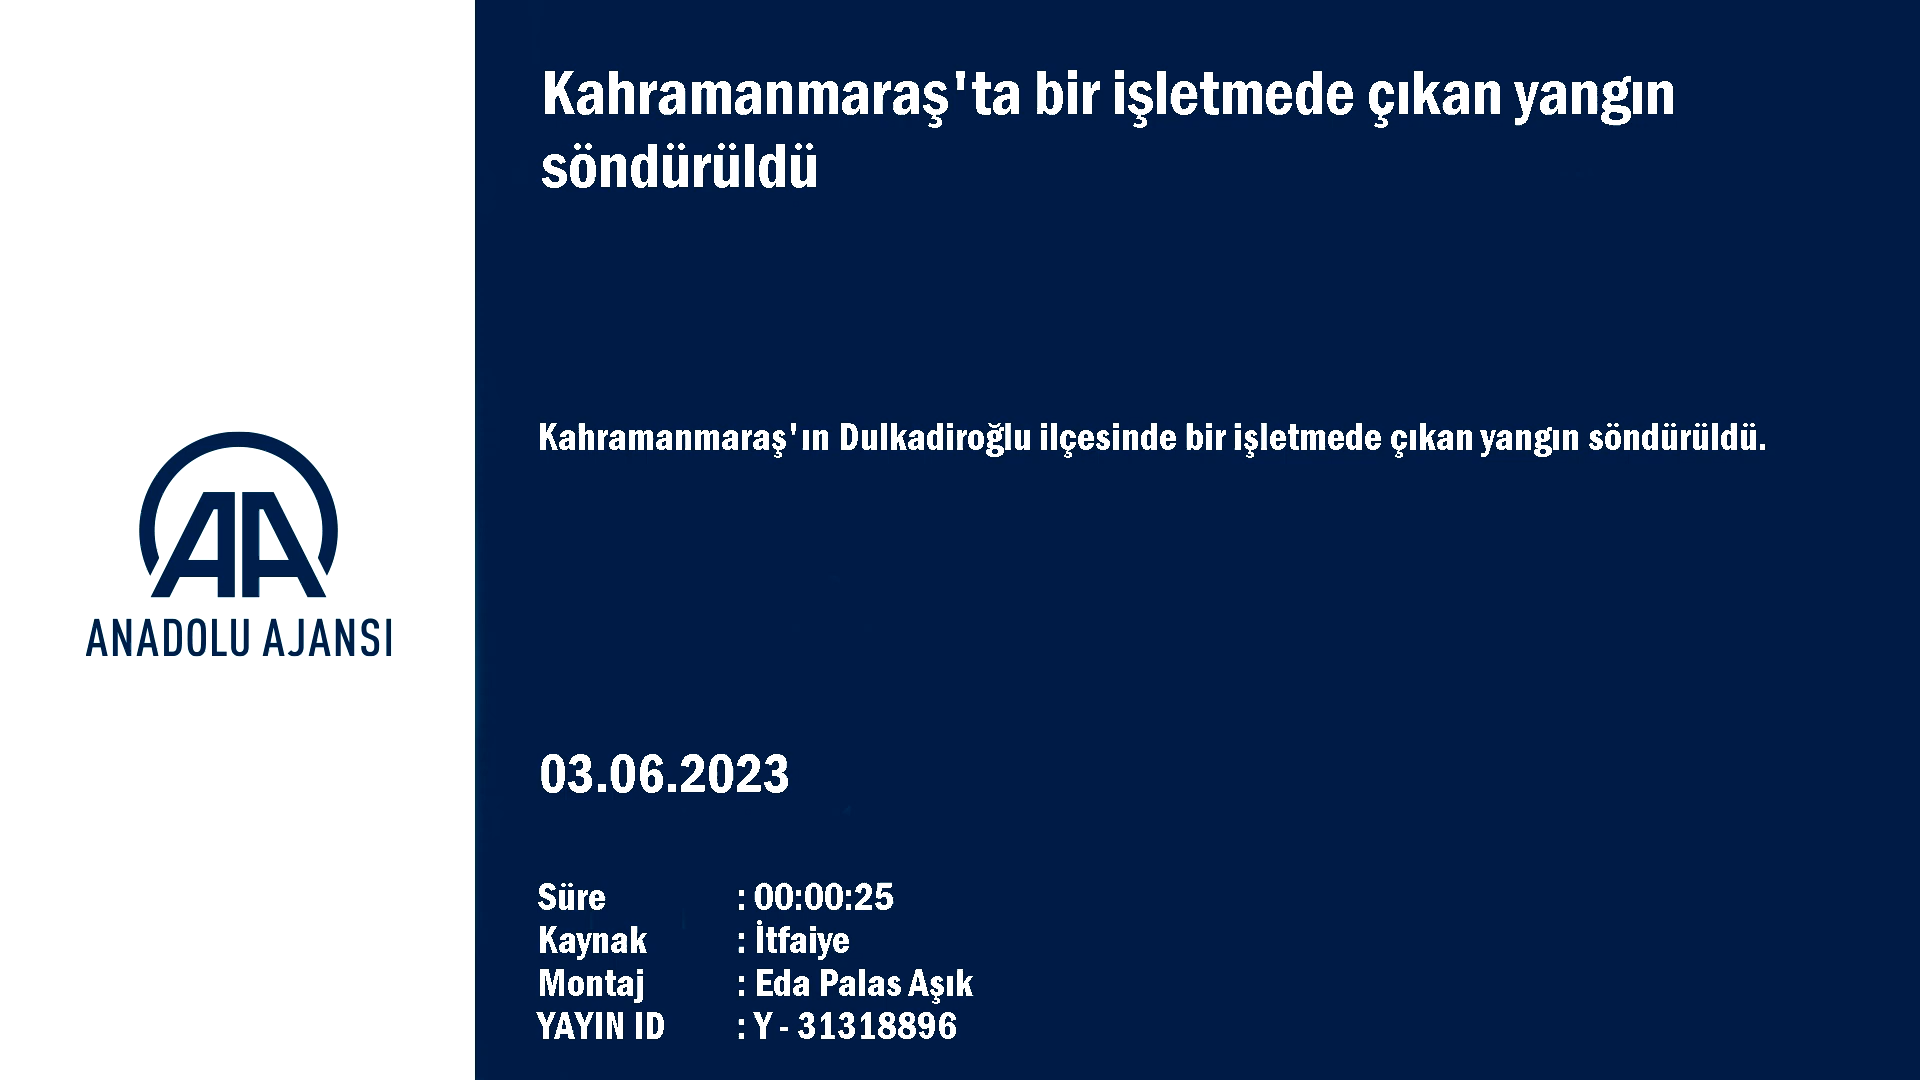 Kahramanmaraş'ta bir işletmede çıkan yangın
söndürüldü
Kahramanmaraş'ın Dulkadiroğlu ilçesinde bir işletmede çıkan yangın söndürüldü.
AA
ANADOLU AJANSI
03.06.2023
Süre : 00:00:25
Kaynak : İtfaiye
Montaj : Eda Palas Aşık
YAYIN ID : Y - 31318896